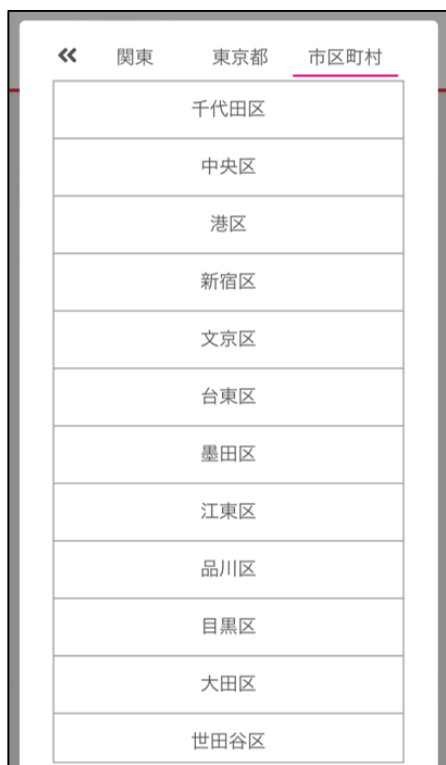 関東 東京都 市区町村
千代田区
中央区
港区
新宿区
文京区
台東区
墨田区
江東区
品川区
目黒区
大田区
世田谷区